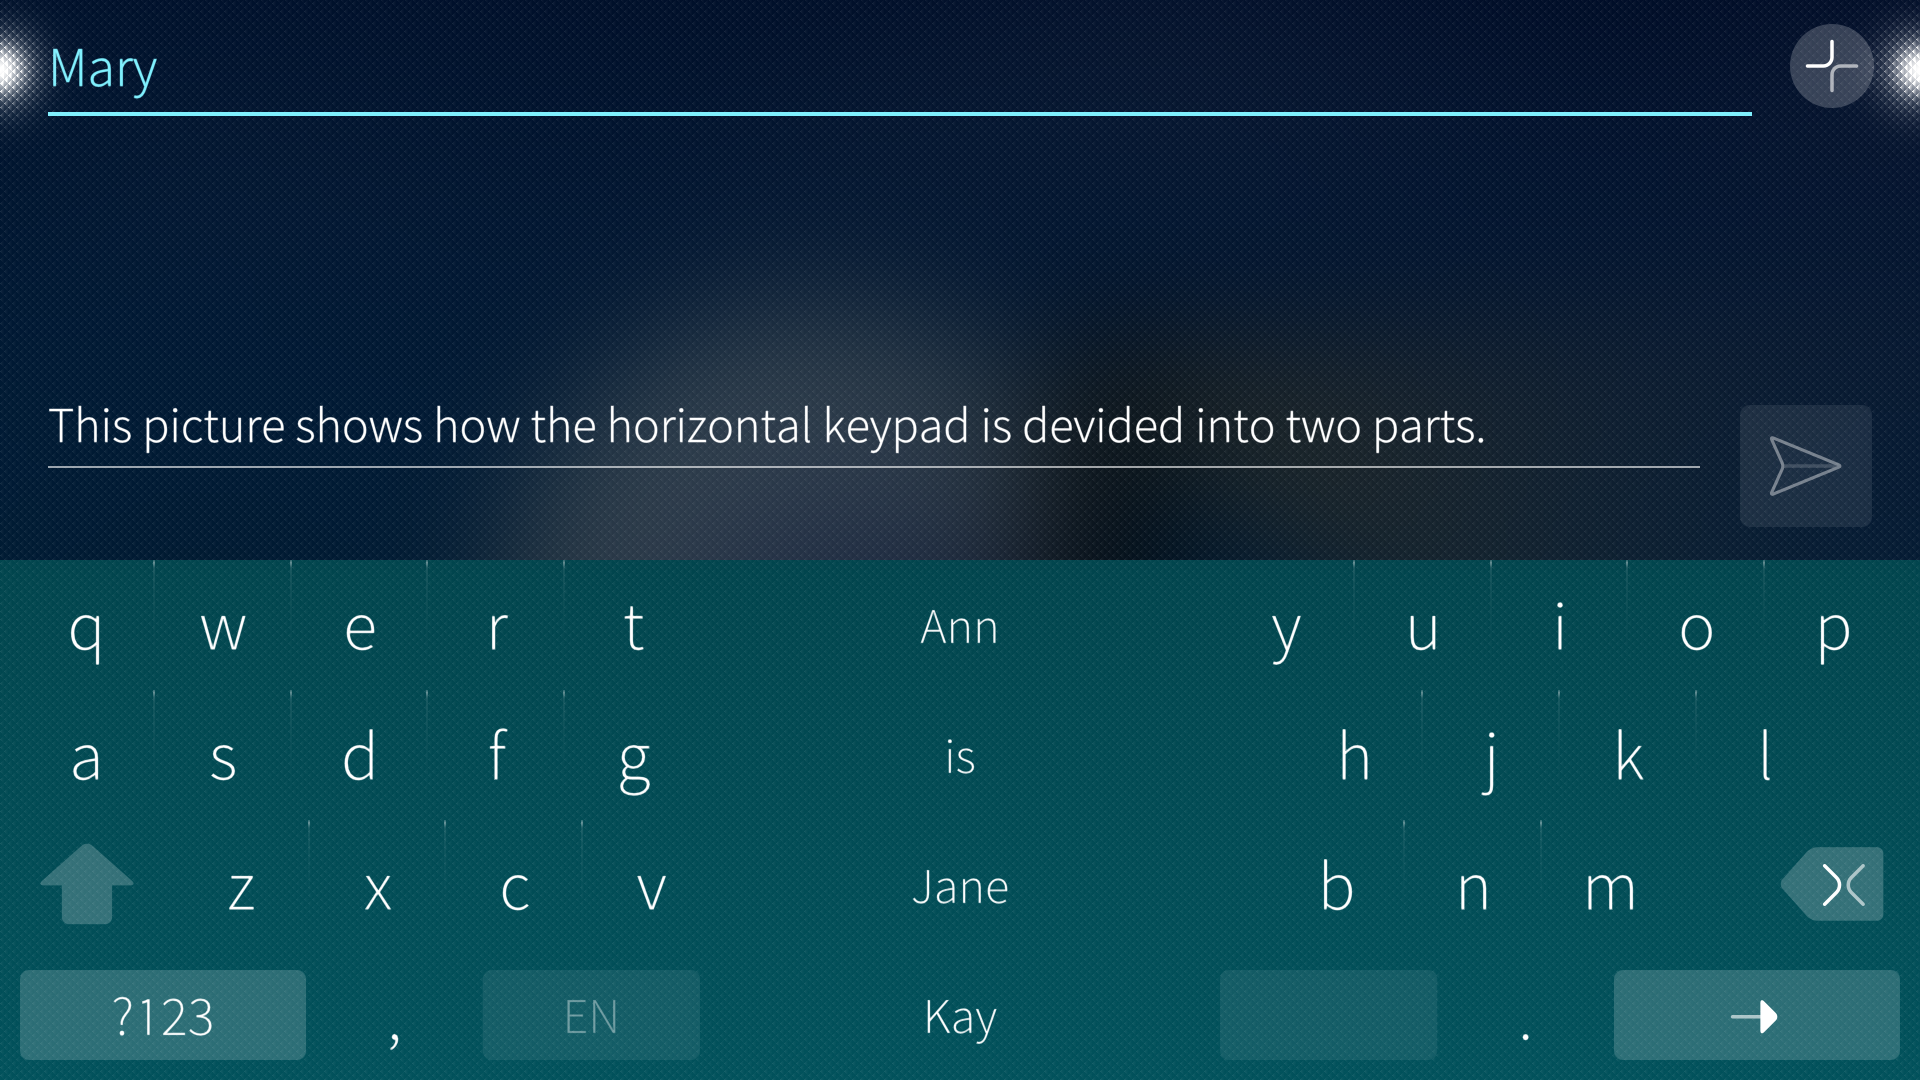 Mary
This picture shows how the horizontal keypad is devided into two parts.
q w e r t Ann y u i o p
a s d f g is h j k l
z x c v Jane b n m
?123 , EN Kay .